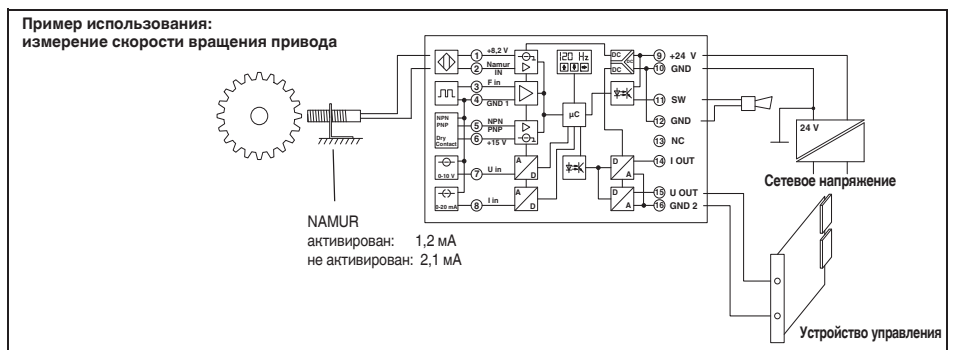 Пример использования:
измерение скорости вращения привода
1 +8,2 V
2 Namur
IN
3 F in
4 GND 1
NPN
PNP
Dry
Contact
5 NPN
PNP
6 +15 V
0-10 V
7 U in
0-20 mA
8 I in
A
D
A
D
120 Hz
µC
DC
DC
DC
D
A
D
A
9 +24 V
10 GND
11 SW
12 GND
13 NC
14 I OUT
15 U OUT
16 GND 2
24 V
Сетевое напряжение
NAMUR
активирован: 1,2 мА
не активирован: 2,1 мА
Устройство управления